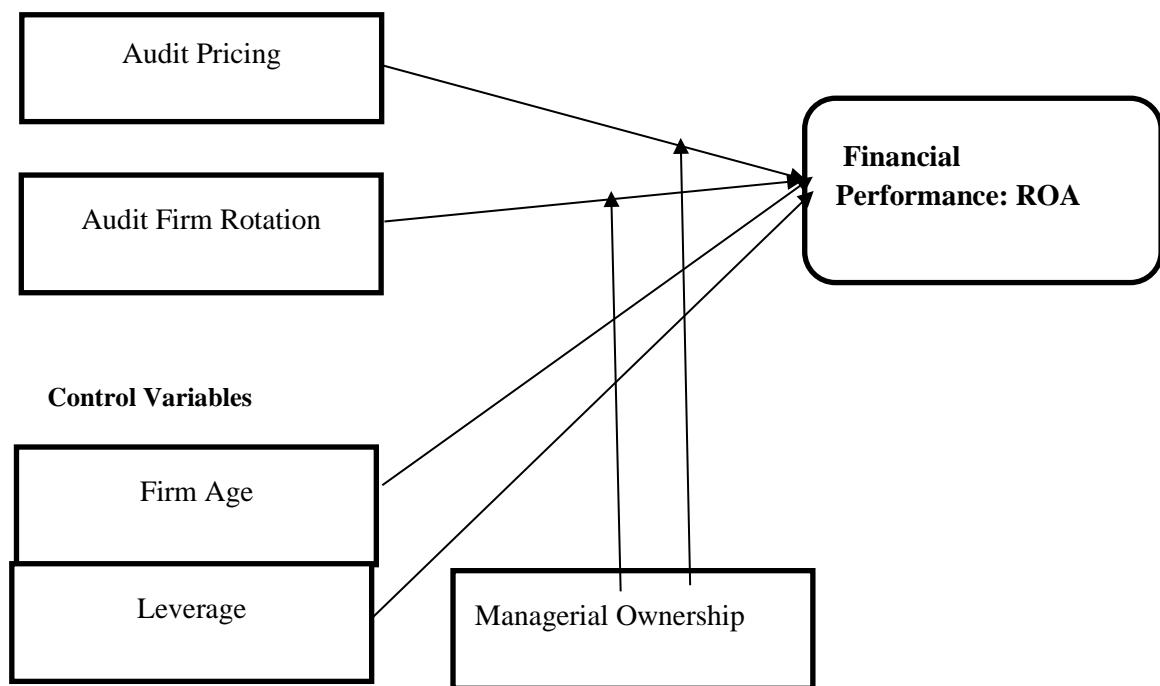 Audit Pricing
Financial
Performance: ROA
Audit Firm Rotation
Control Variables
Firm Age
Leverage
Managerial Ownership